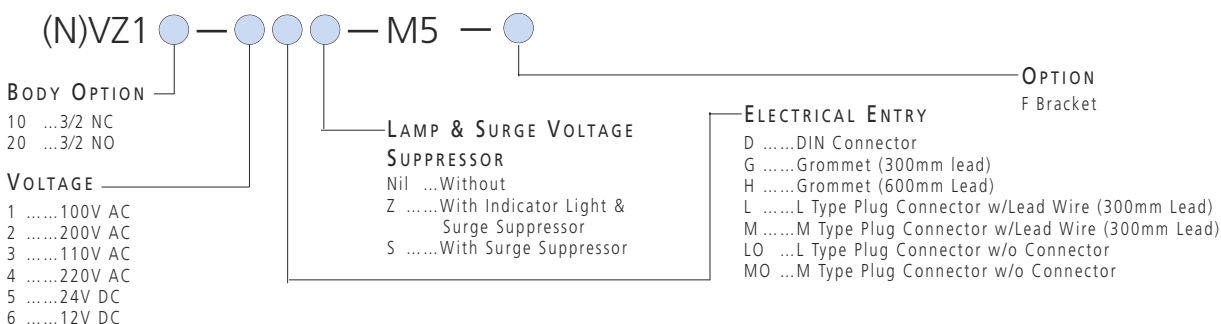 (N)VZ1 — — M5 —
BODY OPTION
10 ...3/2 NC
20 ...3/2 NO
VOLTAGE
1 ......100V AC
2 ......200V AC
3 ......110V AC
4 ......220V AC
5 ......24V DC
6 ......12V DC
LAMP & SURGE VOLTAGE
SUPPRESSOR
Nil ...Without
Z ......With Indicator Light &
Surge Suppressor
S ......With Surge Suppressor
ELECTRICAL ENTRY
D ......DIN Connector
G ......Grommet (300mm lead)
H ......Grommet (600mm Lead)
L ......L Type Plug Connector w/Lead Wire (300mm Lead)
M ......M Type Plug Connector w/Lead Wire (300mm Lead)
LO ...L Type Plug Connector w/o Connector
MO ...M Type Plug Connector w/o Connector
OPTION
F Bracket